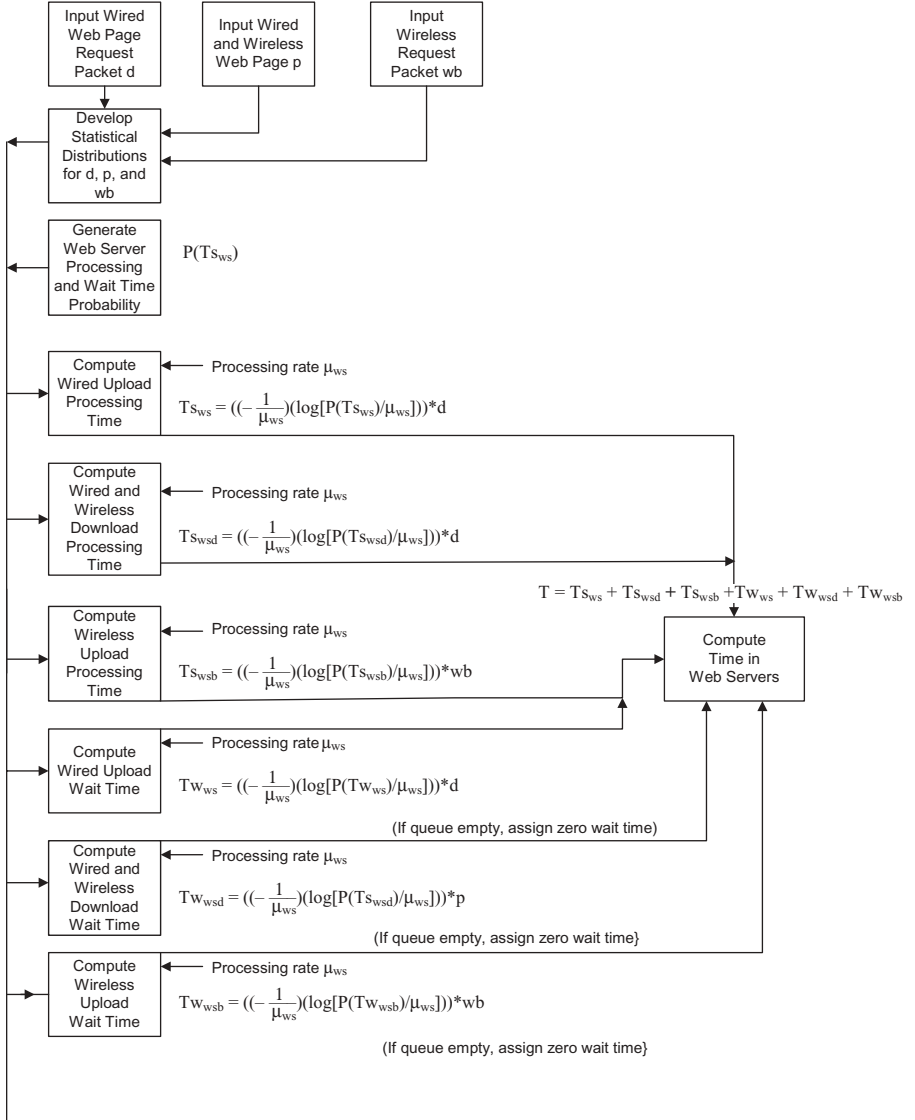 Input Wired
Web Page
Request
Packet d
Input Wired
and Wireless
Web Page p
Input
Wireless
Request
Packet wb
Develop
Statistical
Distributions
for d, p, and
wb
Generate
Web Server
Processing
and Wait Time
Probability
P(Ts_ws)
Compute
Wired Upload
Processing
Time
Processing rate μ_ws
Ts_ws = ((–1/μ_ws)(log[P(Ts_ws)/μ_ws]))*d
Compute
Wired and
Wireless
Download
Processing
Time
Processing rate μ_ws
Ts_wsd = ((–1/μ_ws)(log[P(Ts_wsd)/μ_ws]))*d
T = Ts_ws + Ts_wsd + Ts_wsb +Tw_ws + Tw_wsd + Tw_wsb
Compute
Time in
Web Servers
Compute
Wireless
Upload
Processing
Time
Processing rate μ_ws
Ts_wsb = ((–1/μ_ws)(log[P(Ts_wsb)/μ_ws]))*wb
Compute
Wired Upload
Wait Time
Processing rate μ_ws
Tw_ws = ((–1/μ_ws)(log[P(Tw_ws)/μ_ws]))*d
(If queue empty, assign zero wait time)
Compute
Wired and
Wireless
Download
Wait Time
Processing rate μ_ws
Tw_wsd = ((–1/μ_ws)(log[P(Ts_wsd)/μ_ws]))*p
(If queue empty, assign zero wait time}
Compute
Wireless
Upload
Wait Time
Processing rate μ_ws
Tw_wsb = ((–1/μ_ws)(log[P(Tw_wsb)/μ_ws]))*wb
(If queue empty, assign zero wait time}